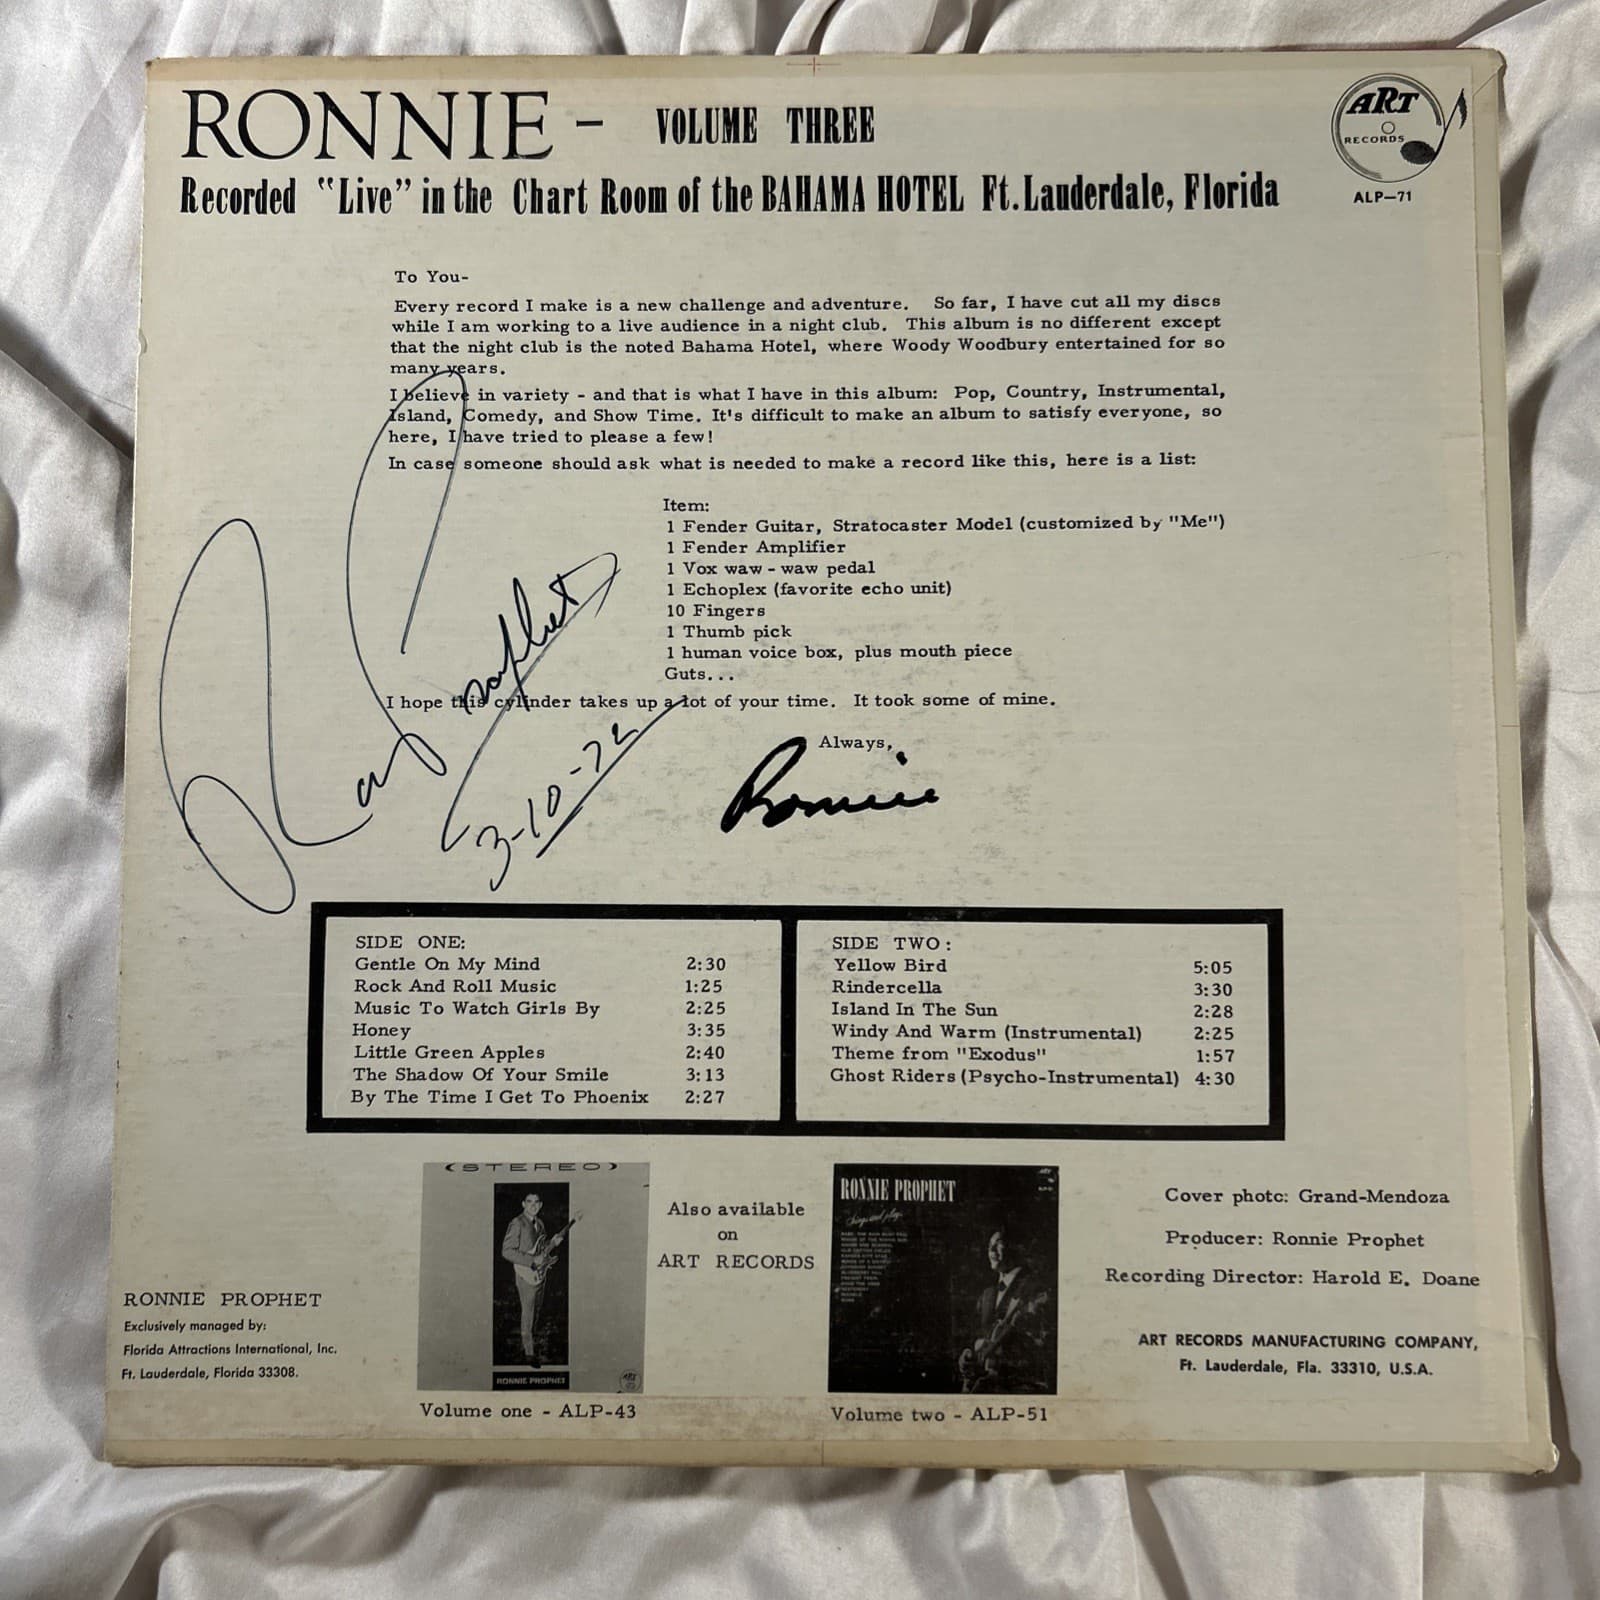 RONNIE - VOLUME THREE
Recorded "Live" in the Chart Room of the BAHAMA HOTEL Ft. Lauderdale, Florida
ART
RECORDS
ALP-71
To You-
Every record I make is a new challenge and adventure. So far, I have cut all my discs
while I am working to a live audience in a night club. This album is no different except
that the night club is the noted Bahama Hotel, where Woody Woodbury entertained for so
many years.
I believe in variety - and that is what I have in this album: Pop, Country, Instrumental,
Island, Comedy, and Show Time. It's difficult to make an album to satisfy everyone, so
here, I have tried to please a few!
In case someone should ask what is needed to make a record like this, here is a list:
Item:
1 Fender Guitar, Stratocaster Model (customized by "Me")
1 Fender Amplifier
1 Vox waw - waw pedal
1 Echoplex (favorite echo unit)
10 Fingers
1 Thumb pick
1 human voice box, plus mouth piece
Guts...
I hope this cylinder takes up a lot of your time. It took some of mine.
Always,
Ronnie
Prophet
3-10-72
SIDE ONE:
Gentle On My Mind 2:30
Rock And Roll Music 1:25
Music To Watch Girls By 2:25
Honey 3:35
Little Green Apples 2:40
The Shadow Of Your Smile 3:13
By The Time I Get To Phoenix 2:27
SIDE TWO:
Yellow Bird 5:05
Rindercella 3:30
Island In The Sun 2:28
Windy And Warm (Instrumental) 2:25
Theme from "Exodus" 1:57
Ghost Riders (Psycho-Instrumental) 4:30
STEREO
RONNIE PROPHET
ART
Volume one - ALP-43
Also available
on
ART RECORDS
RONNIE PROPHET
Sings and plays
Volume two - ALP-51
Cover photo: Grand-Mendoza
Producer: Ronnie Prophet
Recording Director: Harold E. Doane
ART RECORDS MANUFACTURING COMPANY,
Ft. Lauderdale, Fla. 33310, U.S.A.
RONNIE PROPHET
Exclusively managed by:
Florida Attractions International, Inc.
Ft. Lauderdale, Florida 33308.